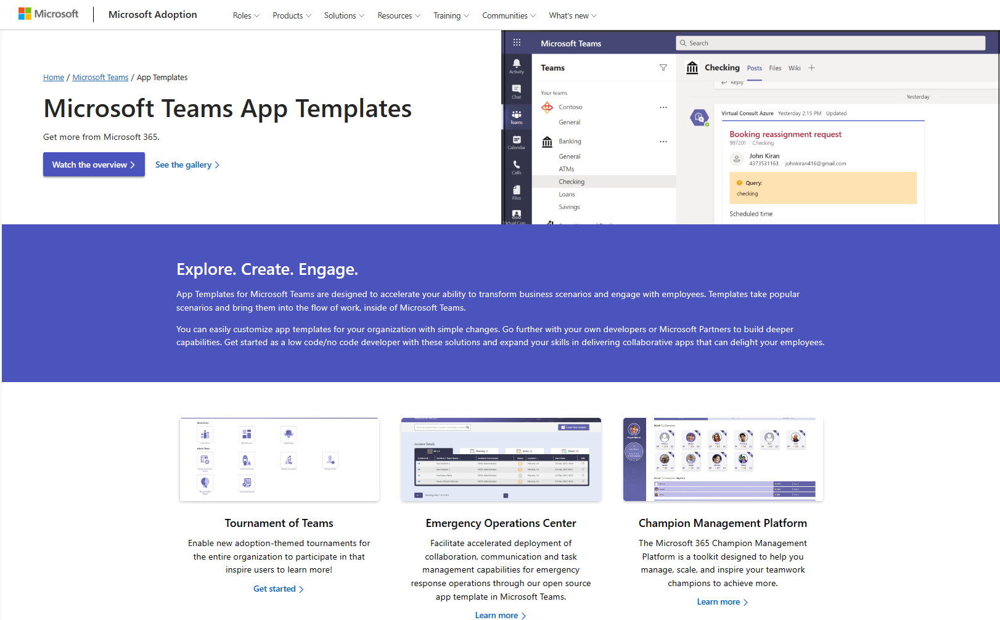 Microsoft
Microsoft Adoption
Roles
Products
Solutions
Resources
Training
Communities
What's new
Home / Microsoft Teams / App Templates
Microsoft Teams App Templates
Get more from Microsoft 365.
Watch the overview
See the gallery
Microsoft Teams
Search
Activity
Chat
Teams
Calendar
Calls
Files
Virtual Con...
Teams
Your teams
Contoso
General
Banking
General
ATMs
Checking
Loans
Savings
Checking
Posts
Files
Wiki
Reply
Yesterday
Virtual Consult Azure Yesterday 2:15 PM Updated
Booking reassignment request
997201 Checking
John Kiran
4373531163 johnkiran416@gmail.com
Query:
checking
Scheduled time
Explore. Create. Engage.
App Templates for Microsoft Teams are designed to accelerate your ability to transform business scenarios and engage with employees. Templates take popular
scenarios and bring them into the flow of work, inside of Microsoft Teams.
You can easily customize app templates for your organization with simple changes. Go further with your own developers or Microsoft Partners to build deeper
capabilities. Get started as a low code/no code developer with these solutions and expand your skills in delivering collaborative apps that can delight your employees.
Incident Details
Create New Incident
Tournament of Teams
Enable new adoption-themed tournaments for
the entire organization to participate in that
inspire users to learn more!
Get started
Emergency Operations Center
Facilitate accelerated deployment of
collaboration, communication and task
management capabilities for emergency
response operations through our open source
app template in Microsoft Teams.
Learn more
Champion Management Platform
The Microsoft 365 Champion Management
Platform is a toolkit designed to help you
manage, scale, and inspire your teamwork
champions to achieve more.
Learn more